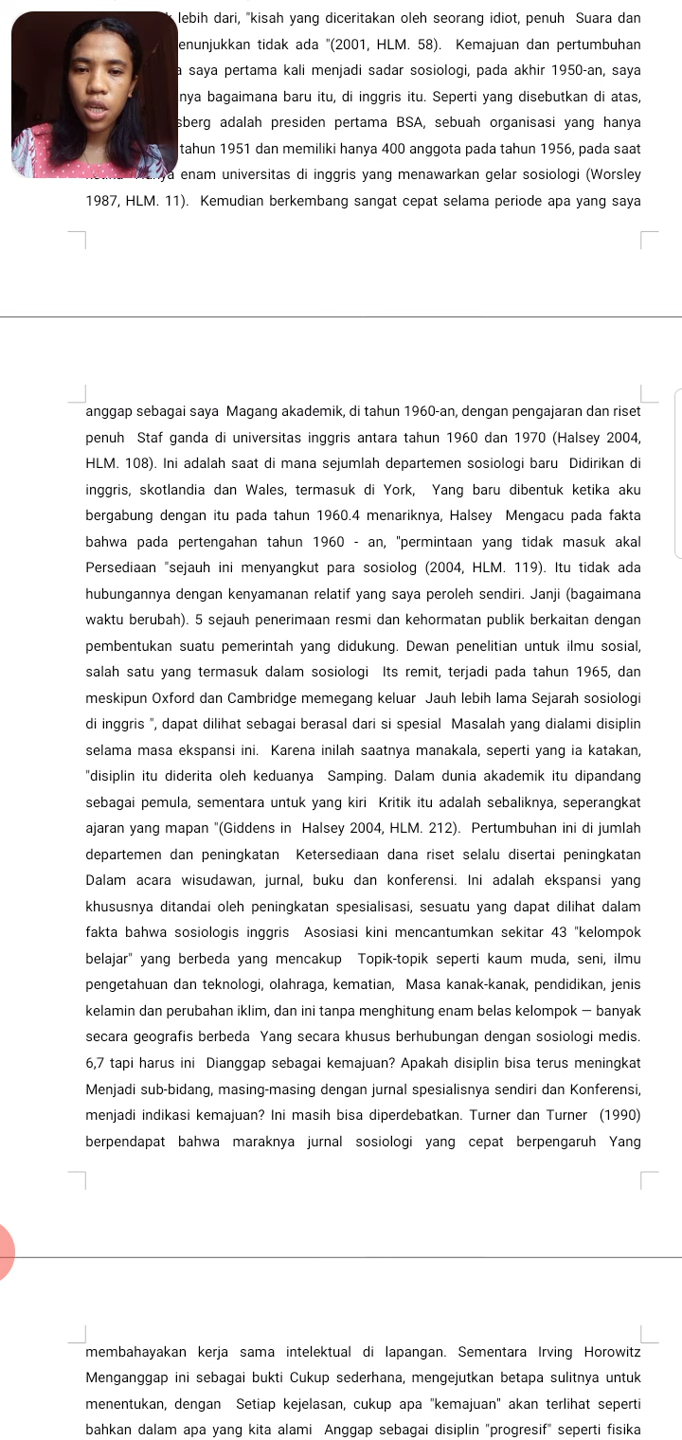 lebih dari, "kisah yang diceritakan oleh seorang idiot, penuh Suara dan
enunjukkan tidak ada "(2001, HLM. 58). Kemajuan dan pertumbuhan
saya pertama kali menjadi sadar sosiologi, pada akhir 1950-an, saya
nya bagaimana baru itu, di inggris itu. Seperti yang disebutkan di atas,
sberg adalah presiden pertama BSA, sebuah organisasi yang hanya
tahun 1951 dan memiliki hanya 400 anggota pada tahun 1956, pada saat
enam universitas di inggris yang menawarkan gelar sosiologi (Worsley
1987, HLM. 11). Kemudian berkembang sangat cepat selama periode apa yang saya
anggap sebagai saya Magang akademik, di tahun 1960-an, dengan pengajaran dan riset
penuh Staf ganda di universitas inggris antara tahun 1960 dan 1970 (Halsey 2004,
HLM. 108). Ini adalah saat di mana sejumlah departemen sosiologi baru Didirikan di
inggris, skotlandia dan Wales, termasuk di York, Yang baru dibentuk ketika aku
bergabung dengan itu pada tahun 1960.4 menariknya, Halsey Mengacu pada fakta
bahwa pada pertengahan tahun 1960 - an, "permintaan yang tidak masuk akal
Persediaan "sejauh ini menyangkut para sosiolog (2004, HLM. 119). Itu tidak ada
hubungannya dengan kenyamanan relatif yang saya peroleh sendiri. Janji (bagaimana
waktu berubah). 5 sejauh penerimaan resmi dan kehormatan publik berkaitan dengan
pembentukan suatu pemerintah yang didukung. Dewan penelitian untuk ilmu sosial,
salah satu yang termasuk dalam sosiologi Its remit, terjadi pada tahun 1965, dan
meskipun Oxford dan Cambridge memegang keluar Jauh lebih lama Sejarah sosiologi
di inggris ", dapat dilihat sebagai berasal dari si spesial Masalah yang dialami disiplin
selama masa ekspansi ini. Karena inilah saatnya manakala, seperti yang ia katakan,
"disiplin itu diderita oleh keduanya Samping. Dalam dunia akademik itu dipandang
sebagai pemula, sementara untuk yang kiri Kritik itu adalah sebaliknya, seperangkat
ajaran yang mapan "(Giddens in Halsey 2004, HLM. 212). Pertumbuhan ini di jumlah
departemen dan peningkatan Ketersediaan dana riset selalu disertai peningkatan
Dalam acara wisudawan, jurnal, buku dan konferensi. Ini adalah ekspansi yang
khususnya ditandai oleh peningkatan spesialisasi, sesuatu yang dapat dilihat dalam
fakta bahwa sosiologis inggris Asosiasi kini mencantumkan sekitar 43 "kelompok
belajar" yang berbeda yang mencakup Topik-topik seperti kaum muda, seni, ilmu
pengetahuan dan teknologi, olahraga, kematian, Masa kanak-kanak, pendidikan, jenis
kelamin dan perubahan iklim, dan ini tanpa menghitung enam belas kelompok — banyak
secara geografis berbeda Yang secara khusus berhubungan dengan sosiologi medis.
6,7 tapi harus ini Dianggap sebagai kemajuan? Apakah disiplin bisa terus meningkat
Menjadi sub-bidang, masing-masing dengan jurnal spesialisnya sendiri dan Konferensi,
menjadi indikasi kemajuan? Ini masih bisa diperdebatkan. Turner dan Turner (1990)
berpendapat bahwa maraknya jurnal sosiologi yang cepat berpengaruh Yang
membahayakan kerja sama intelektual di lapangan. Sementara Irving Horowitz
Menganggap ini sebagai bukti Cukup sederhana, mengejutkan betapa sulitnya untuk
menentukan, dengan Setiap kejelasan, cukup apa "kemajuan" akan terlihat seperti
bahkan dalam apa yang kita alami Anggap sebagai disiplin "progresif" seperti fisika